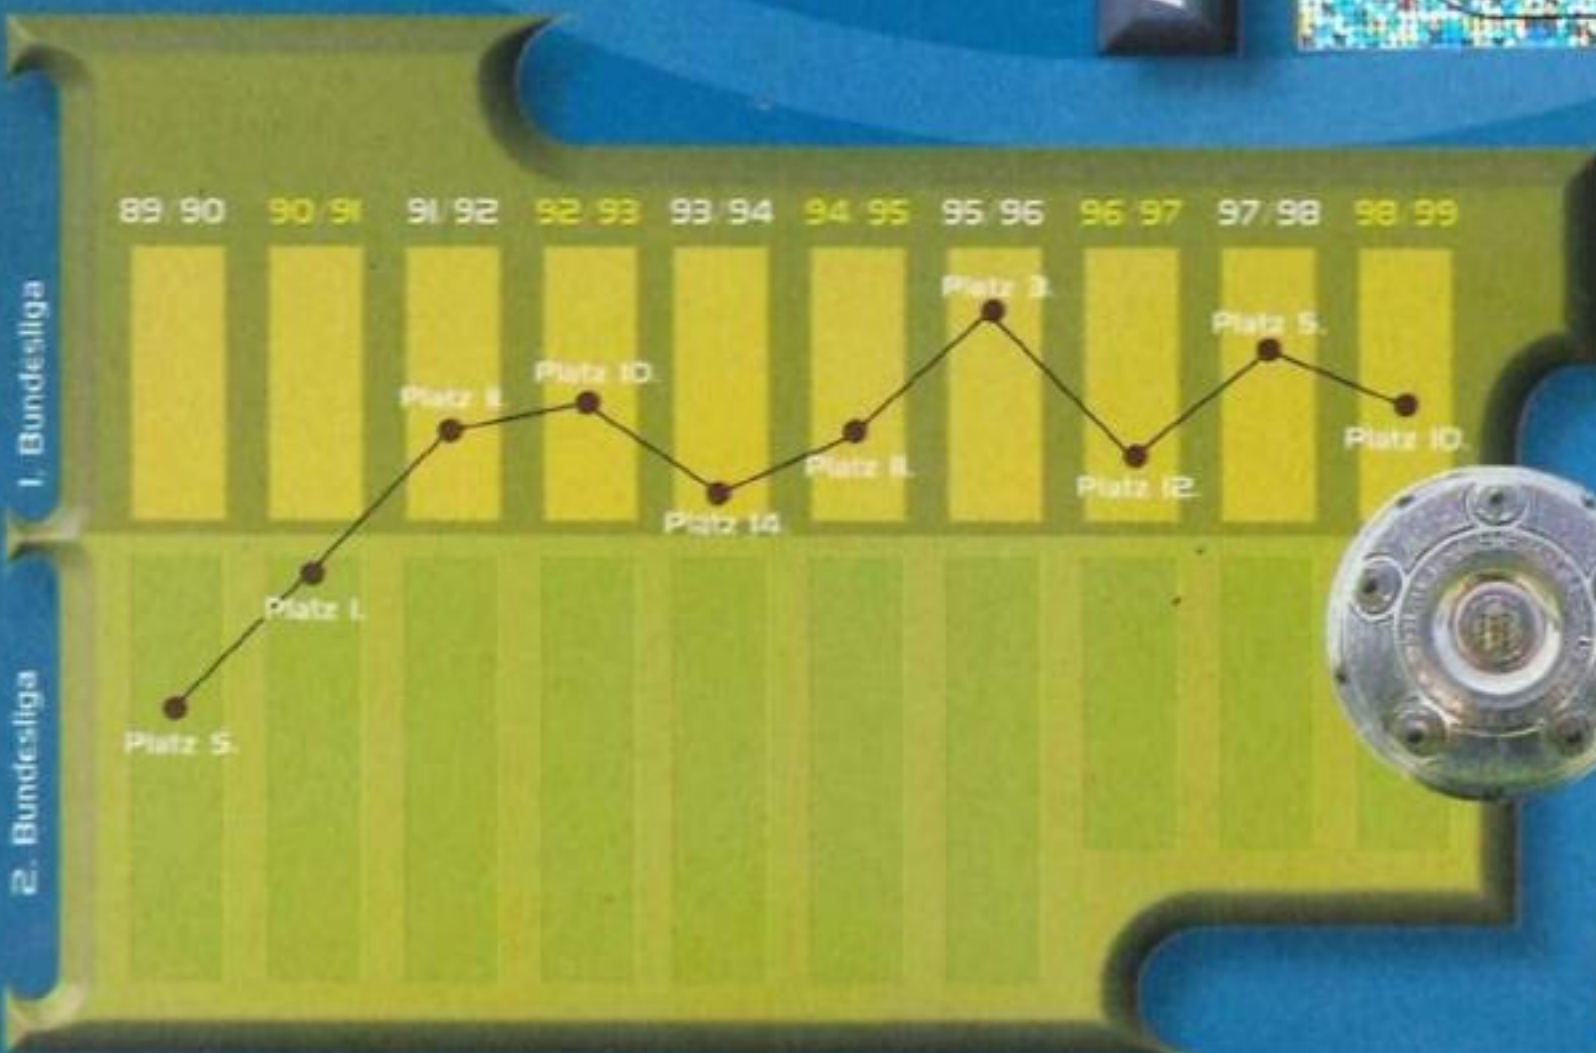 89/90 90/91 91/92 92/93 93/94 94/95 95/96 96/97 97/98 98/99
1. Bundesliga
Platz 3.
Platz 5.
Platz 10.
Platz 11.
Platz 10.
Platz 11.
Platz 12.
Platz 14.
2. Bundesliga
Platz 1.
Platz 5.